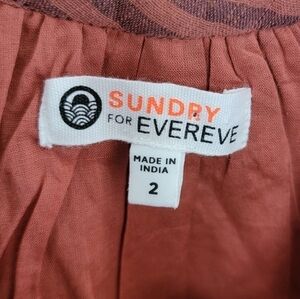 SUNDRY
FOR EVEREVE
MADE IN
INDIA
2